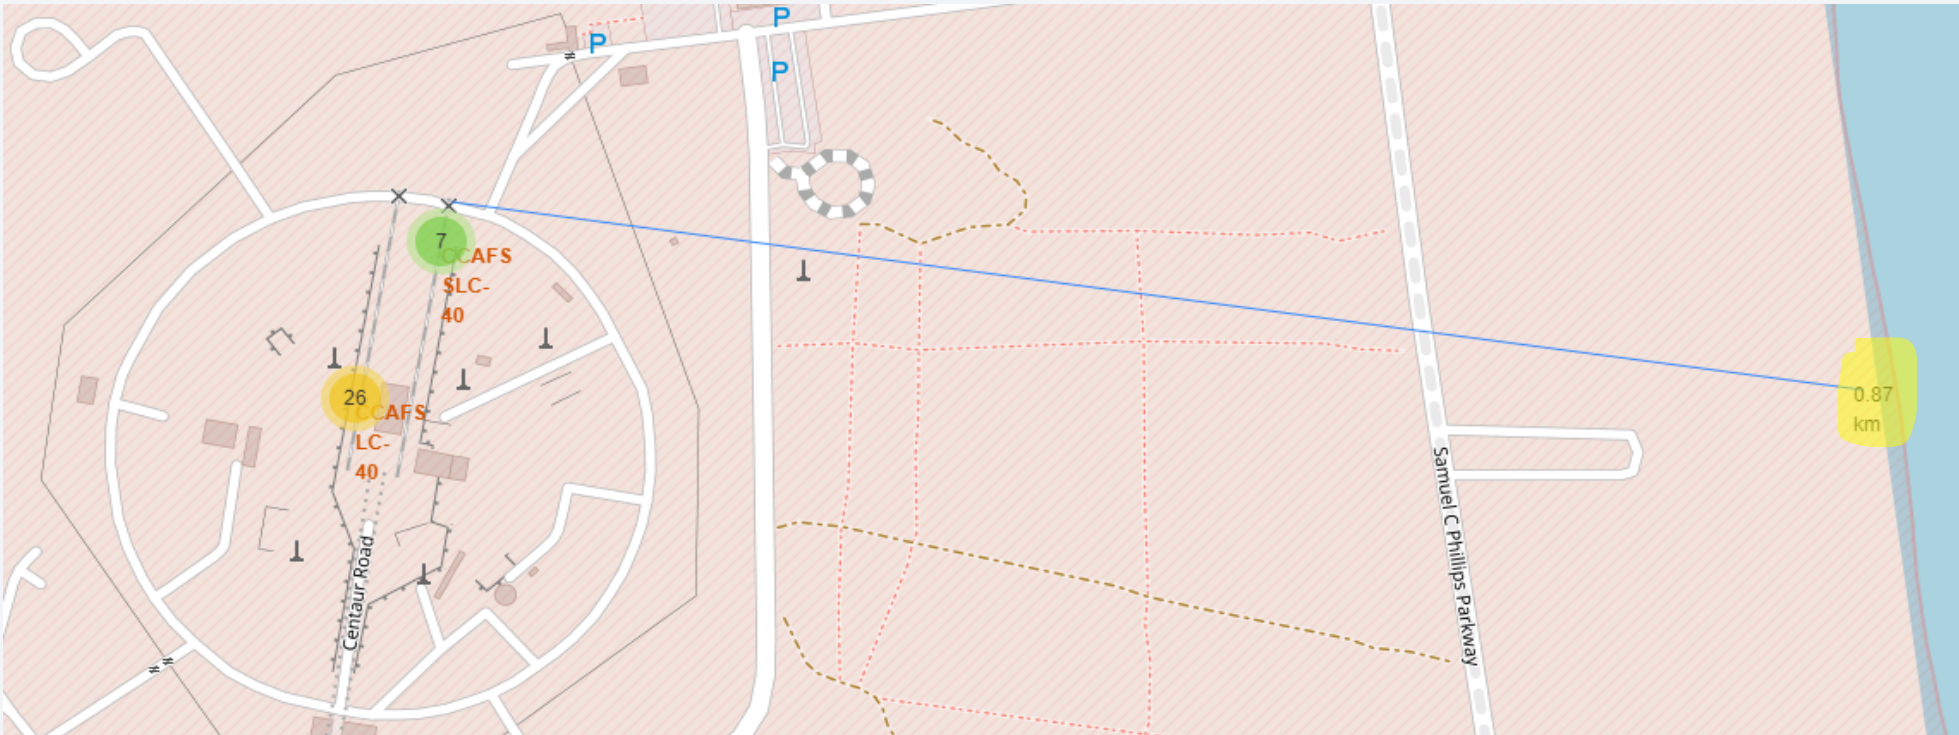 P
P
P
7
CCAFS
SLC-
40
26
CCAFS
LC-
40
0.87
km
Samuel C Phillips Parkway
Centaur Road